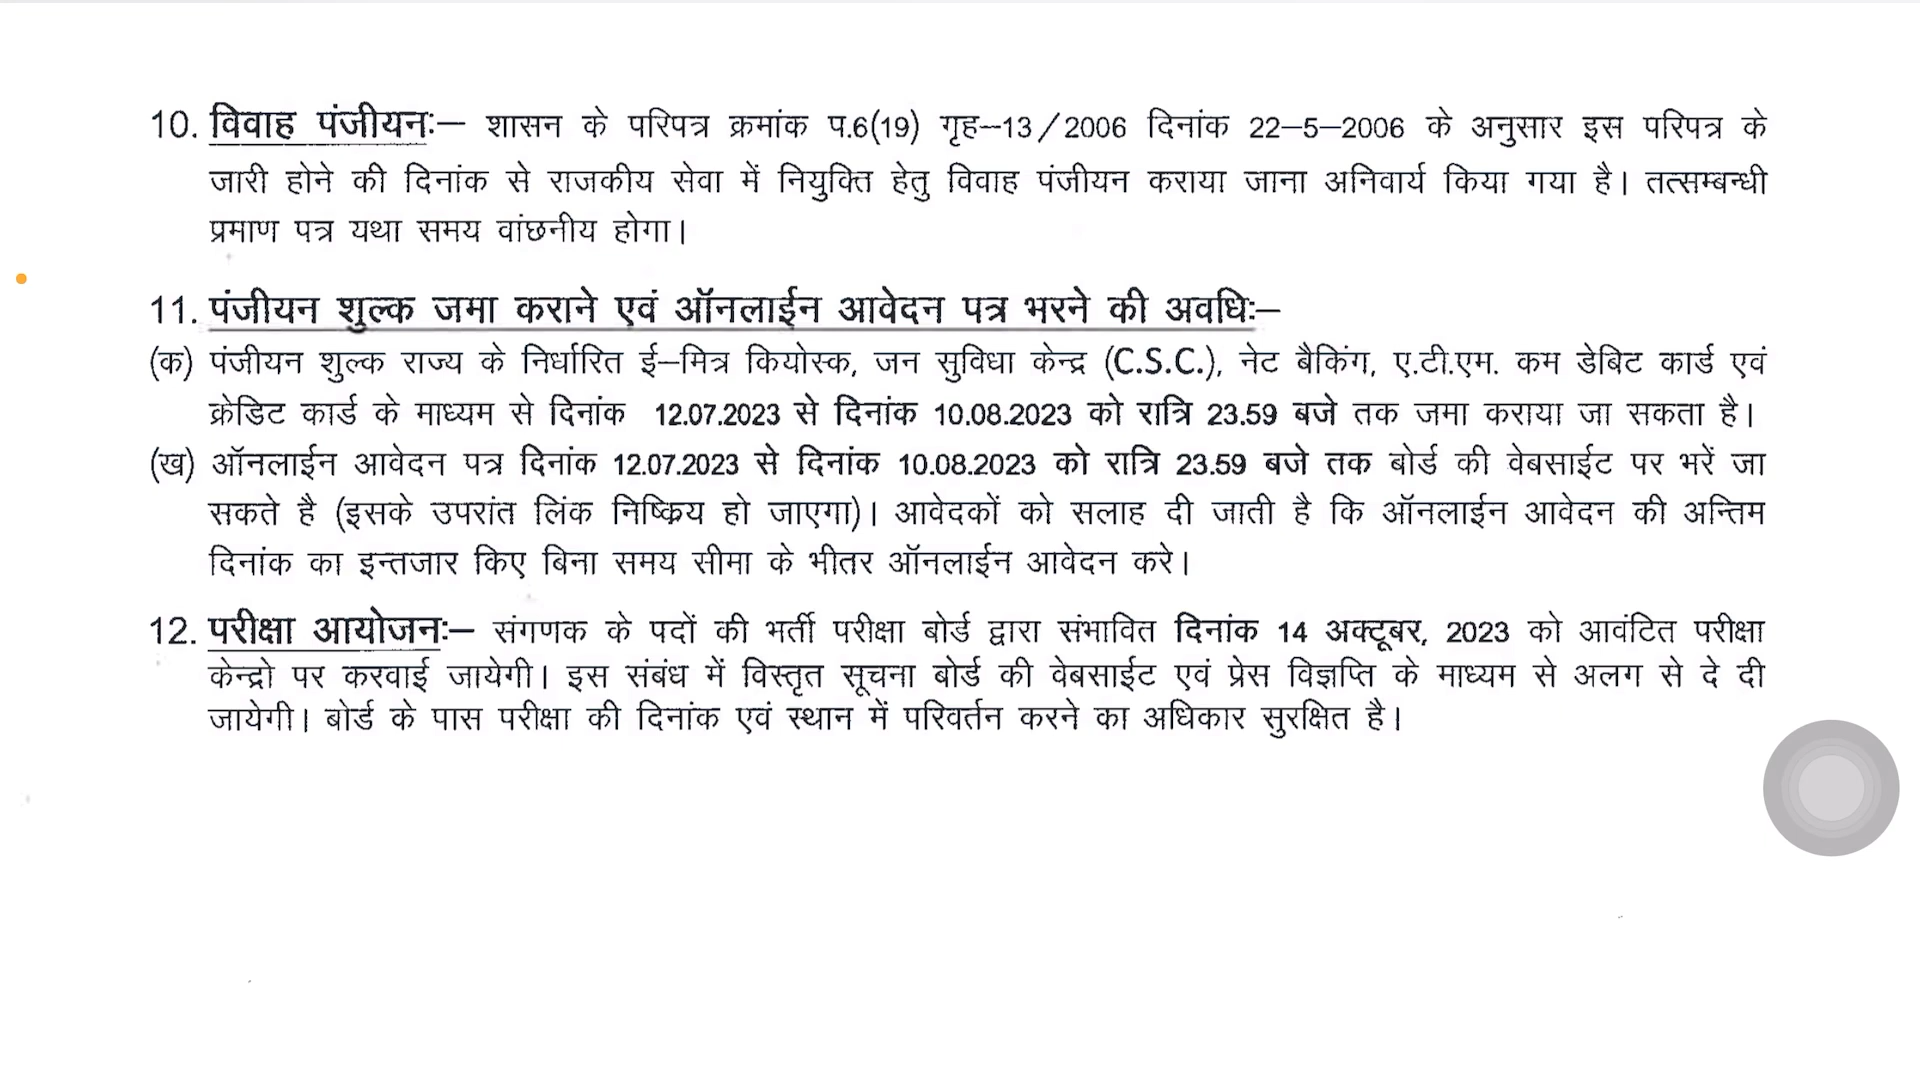 10. विवाह पंजीयनः— शासन के परिपत्र क्रमांक प.6(19) गृह—13/2006 दिनांक 22—5—2006 के अनुसार इस परिपत्र के
जारी होने की दिनांक से राजकीय सेवा में नियुक्ति हेतु विवाह पंजीयन कराया जाना अनिवार्य किया गया है। तत्सम्बन्धी
प्रमाण पत्र यथा समय वांछनीय होगा।
11. पंजीयन शुल्क जमा कराने एवं ऑनलाईन आवेदन पत्र भरने की अवधिः—
(क) पंजीयन शुल्क राज्य के निर्धारित ई—मित्र कियोस्क, जन सुविधा केन्द्र (C.S.C.), नेट बैकिंग, ए.टी.एम. कम डेबिट कार्ड एवं
क्रेडिट कार्ड के माध्यम से दिनांक 12.07.2023 से दिनांक 10.08.2023 को रात्रि 23.59 बजे तक जमा कराया जा सकता है।
(ख) ऑनलाईन आवेदन पत्र दिनांक 12.07.2023 से दिनांक 10.08.2023 को रात्रि 23.59 बजे तक बोर्ड की वेबसाईट पर भरें जा
सकते है (इसके उपरांत लिंक निष्क्रिय हो जाएगा)। आवेदकों को सलाह दी जाती है कि ऑनलाईन आवेदन की अन्तिम
दिनांक का इन्तजार किए बिना समय सीमा के भीतर ऑनलाईन आवेदन करे।
12. परीक्षा आयोजनः— संगणक के पदों की भर्ती परीक्षा बोर्ड द्वारा संभावित दिनांक 14 अक्टूबर, 2023 को आवंटित परीक्षा
केन्द्रो पर करवाई जायेगी। इस संबंध में विस्तृत सूचना बोर्ड की वेबसाईट एवं प्रेस विज्ञप्ति के माध्यम से अलग से दे दी
जायेगी। बोर्ड के पास परीक्षा की दिनांक एवं स्थान में परिवर्तन करने का अधिकार सुरक्षित है।